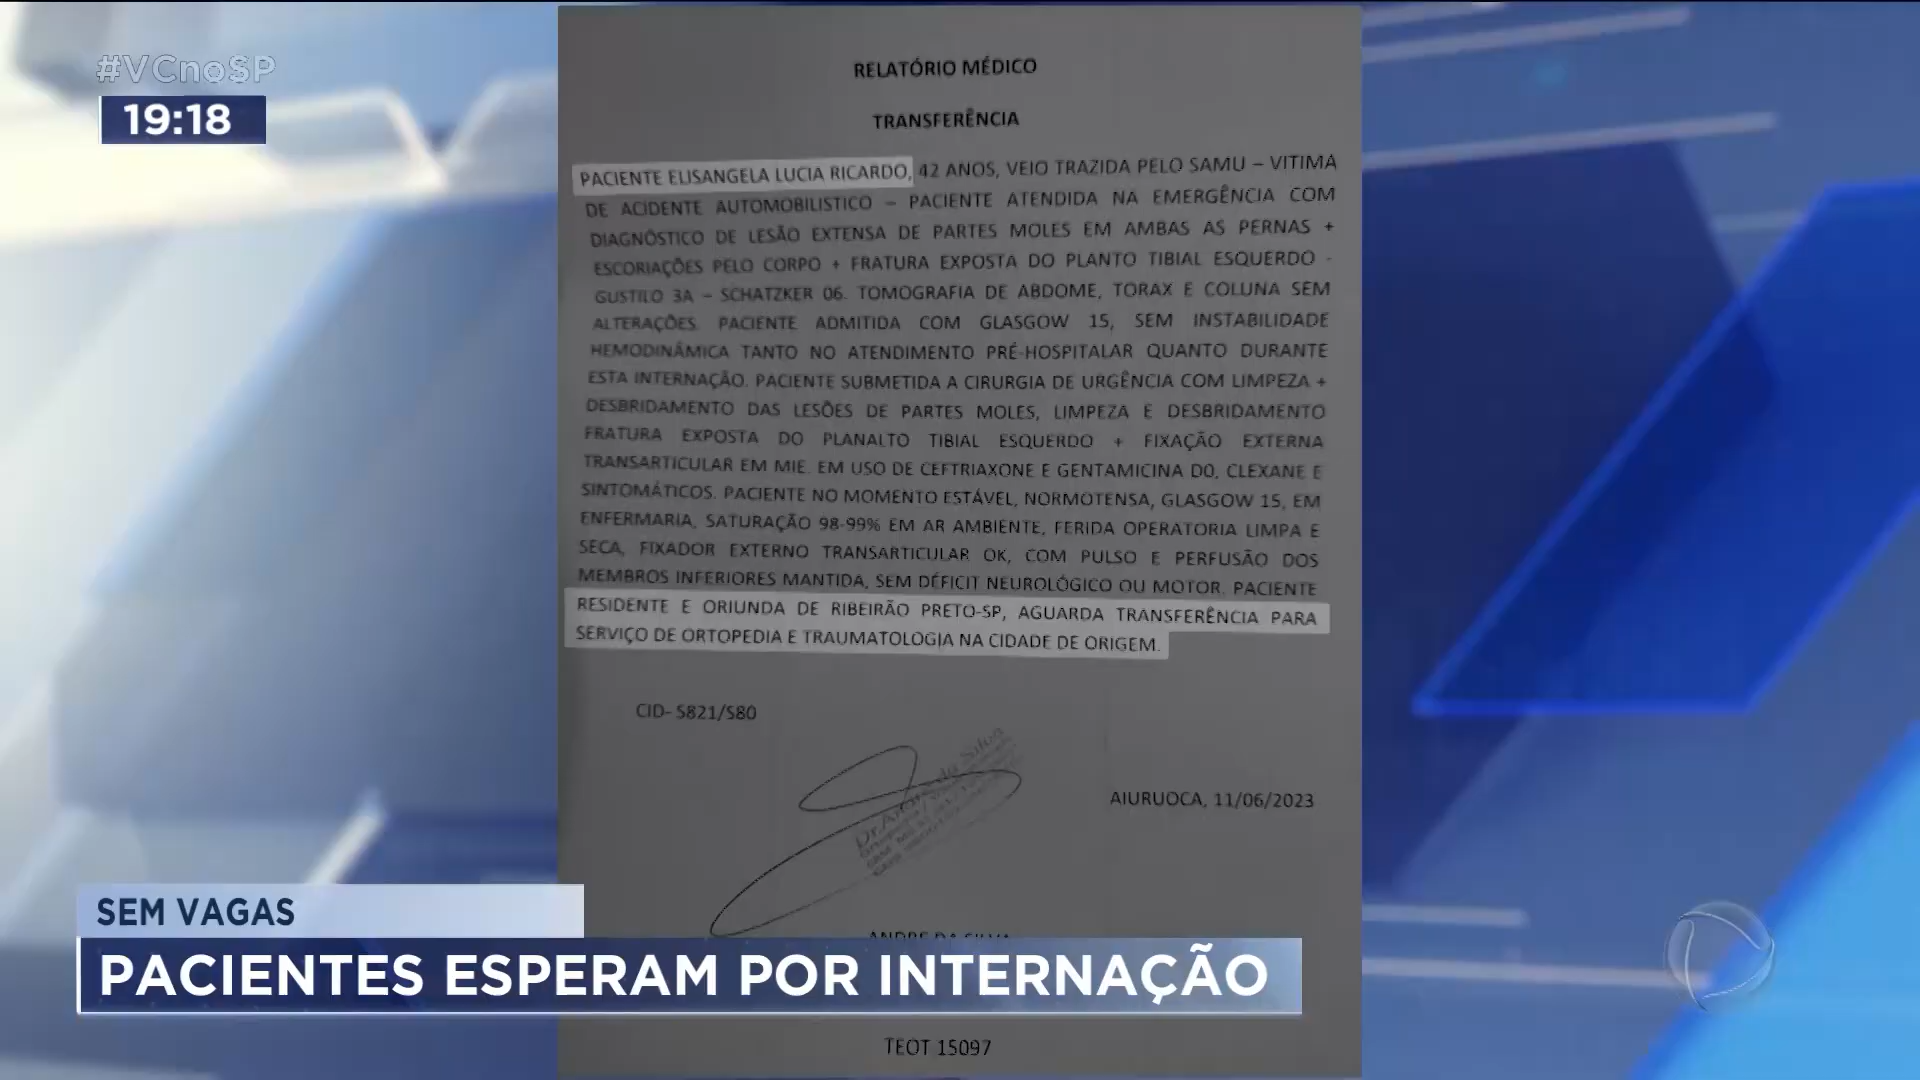 #VCnoSP
19:18
RELATÓRIO MÉDICO
TRANSFERÊNCIA
PACIENTE ELISANGELA LUCIA RICARDO, 42 ANOS, VEIO TRAZIDA PELO SAMU – VITIMA
DE ACIDENTE AUTOMOBILISTICO – PACIENTE ATENDIDA NA EMERGÊNCIA COM
DIAGNÓSTICO DE LESÃO EXTENSA DE PARTES MOLES EM AMBAS AS PERNAS +
ESCORIAÇÕES PELO CORPO + FRATURA EXPOSTA DO PLANTO TIBIAL ESQUERDO -
GUSTILO 3A – SCHATZKER 06. TOMOGRAFIA DE ABDOME, TORAX E COLUNA SEM
ALTERAÇÕES. PACIENTE ADMITIDA COM GLASGOW 15, SEM INSTABILIDADE
HEMODINÂMICA TANTO NO ATENDIMENTO PRÉ-HOSPITALAR QUANTO DURANTE
ESTA INTERNAÇÃO. PACIENTE SUBMETIDA A CIRURGIA DE URGÊNCIA COM LIMPEZA +
DESBRIDAMENTO DAS LESÕES DE PARTES MOLES, LIMPEZA E DESBRIDAMENTO
FRATURA EXPOSTA DO PLANALTO TIBIAL ESQUERDO + FIXAÇÃO EXTERNA
TRANSARTICULAR EM MIE. EM USO DE CEFTRIAXONE E GENTAMICINA DO, CLEXANE E
SINTOMÁTICOS. PACIENTE NO MOMENTO ESTÁVEL, NORMOTENSA, GLASGOW 15, EM
ENFERMARIA, SATURAÇÃO 98-99% EM AR AMBIENTE, FERIDA OPERATORIA LIMPA E
SECA, FIXADOR EXTERNO TRANSARTICULAR OK, COM PULSO E PERFUSÃO DOS
MEMBROS INFERIORES MANTIDA, SEM DÉFICIT NEUROLÓGICO OU MOTOR. PACIENTE
RESIDENTE E ORIUNDA DE RIBEIRÃO PRETO-SP, AGUARDA TRANSFERÊNCIA PARA
SERVIÇO DE ORTOPEDIA E TRAUMATOLOGIA NA CIDADE DE ORIGEM.
CID- S821/S80
AIURUOCA, 11/06/2023
ANDRE DA SILVA
SEM VAGAS
PACIENTES ESPERAM POR INTERNAÇÃO
TEOT 15097